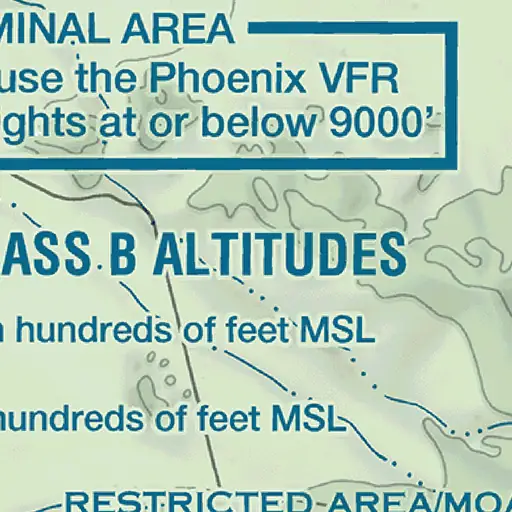 MINAL AREA
use the Phoenix VFR
ghts at or below 9000'
ASS B ALTITUDES
hundreds of feet MSL
hundreds of feet MSL
RESTRICTED AREA/MOA